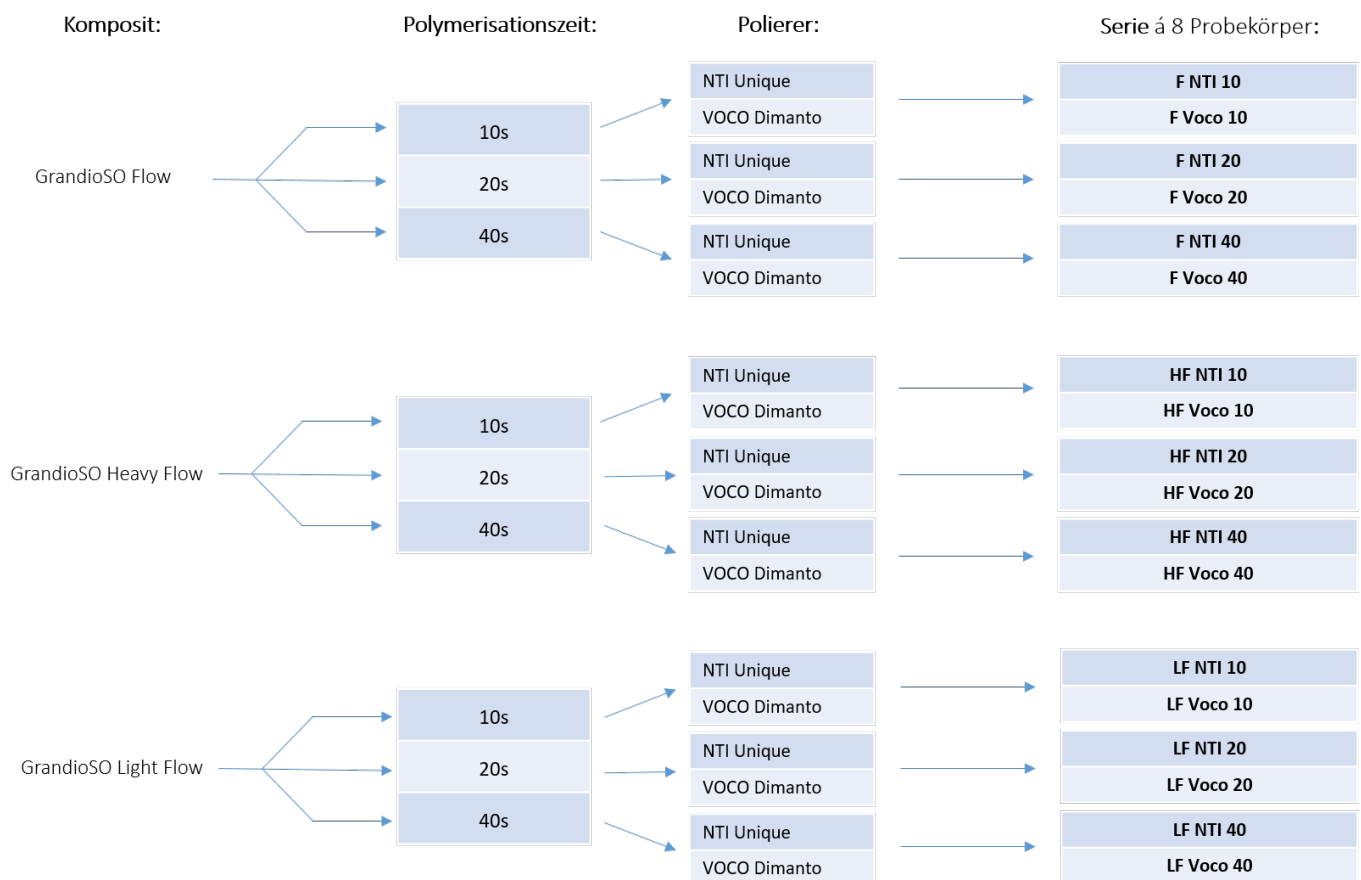 Komposit: Polymerisationszeit: Polierer: Serie á 8 Probekörper:
GrandioSO Flow
10s
20s
40s
NTI Unique
VOCO Dimanto
NTI Unique
VOCO Dimanto
NTI Unique
VOCO Dimanto
F NTI 10
F Voco 10
F NTI 20
F Voco 20
F NTI 40
F Voco 40
GrandioSO Heavy Flow
10s
20s
40s
NTI Unique
VOCO Dimanto
NTI Unique
VOCO Dimanto
NTI Unique
VOCO Dimanto
HF NTI 10
HF Voco 10
HF NTI 20
HF Voco 20
HF NTI 40
HF Voco 40
GrandioSO Light Flow
10s
20s
40s
NTI Unique
VOCO Dimanto
NTI Unique
VOCO Dimanto
NTI Unique
VOCO Dimanto
LF NTI 10
LF Voco 10
LF NTI 20
LF Voco 20
LF NTI 40
LF Voco 40